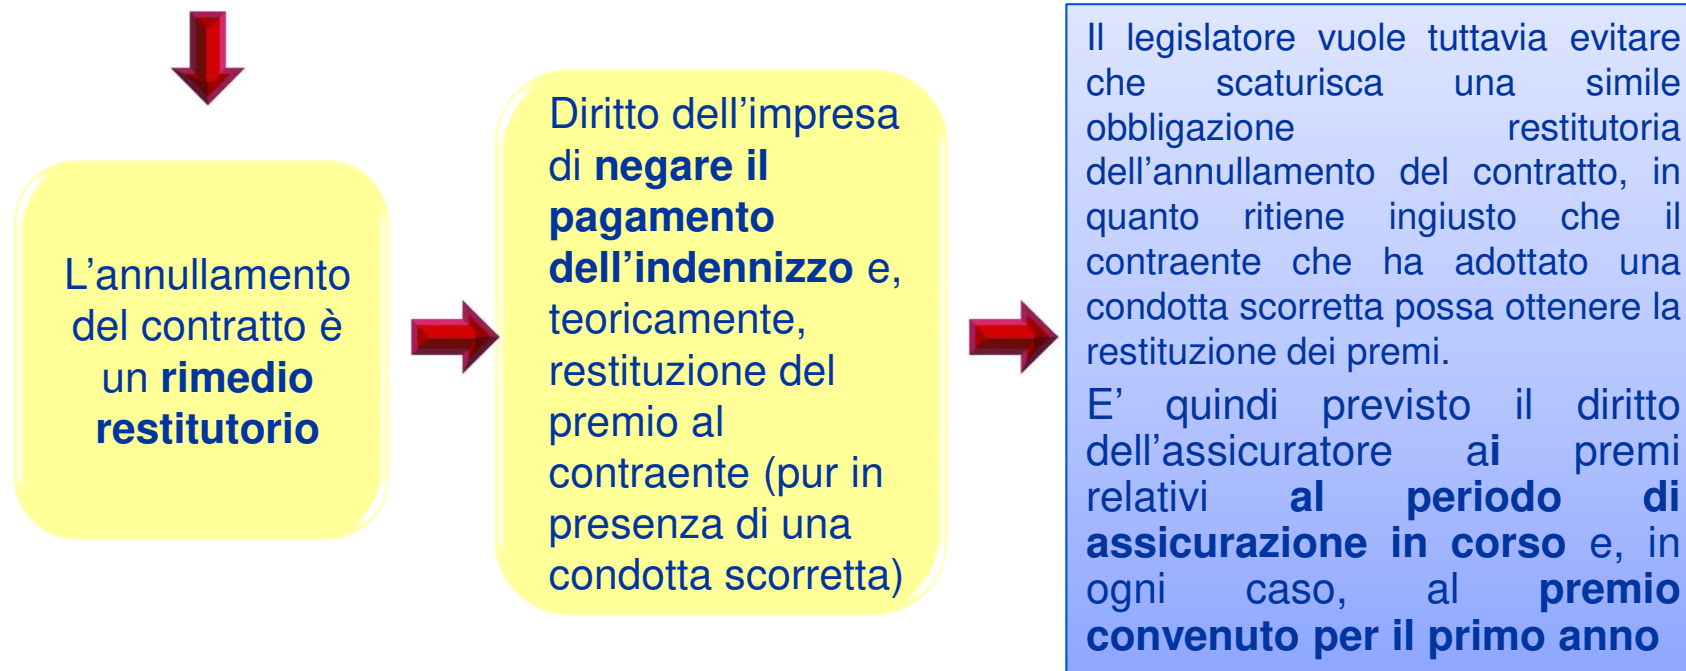 L’annullamento
del contratto è
un rimedio
restitutorio
Diritto dell’impresa
di negare il
pagamento
dell’indennizzo e,
teoricamente,
restituzione del
premio al
contraente (pur in
presenza di una
condotta scorretta)
Il legislatore vuole tuttavia evitare
che scaturisca una simile
obbligazione restitutoria
dell’annullamento del contratto, in
quanto ritiene ingiusto che il
contraente che ha adottato una
condotta scorretta possa ottenere la
restituzione dei premi.
E’ quindi previsto il diritto
dell’assicuratore ai premi
relativi al periodo di
assicurazione in corso e, in
ogni caso, al premio
convenuto per il primo anno